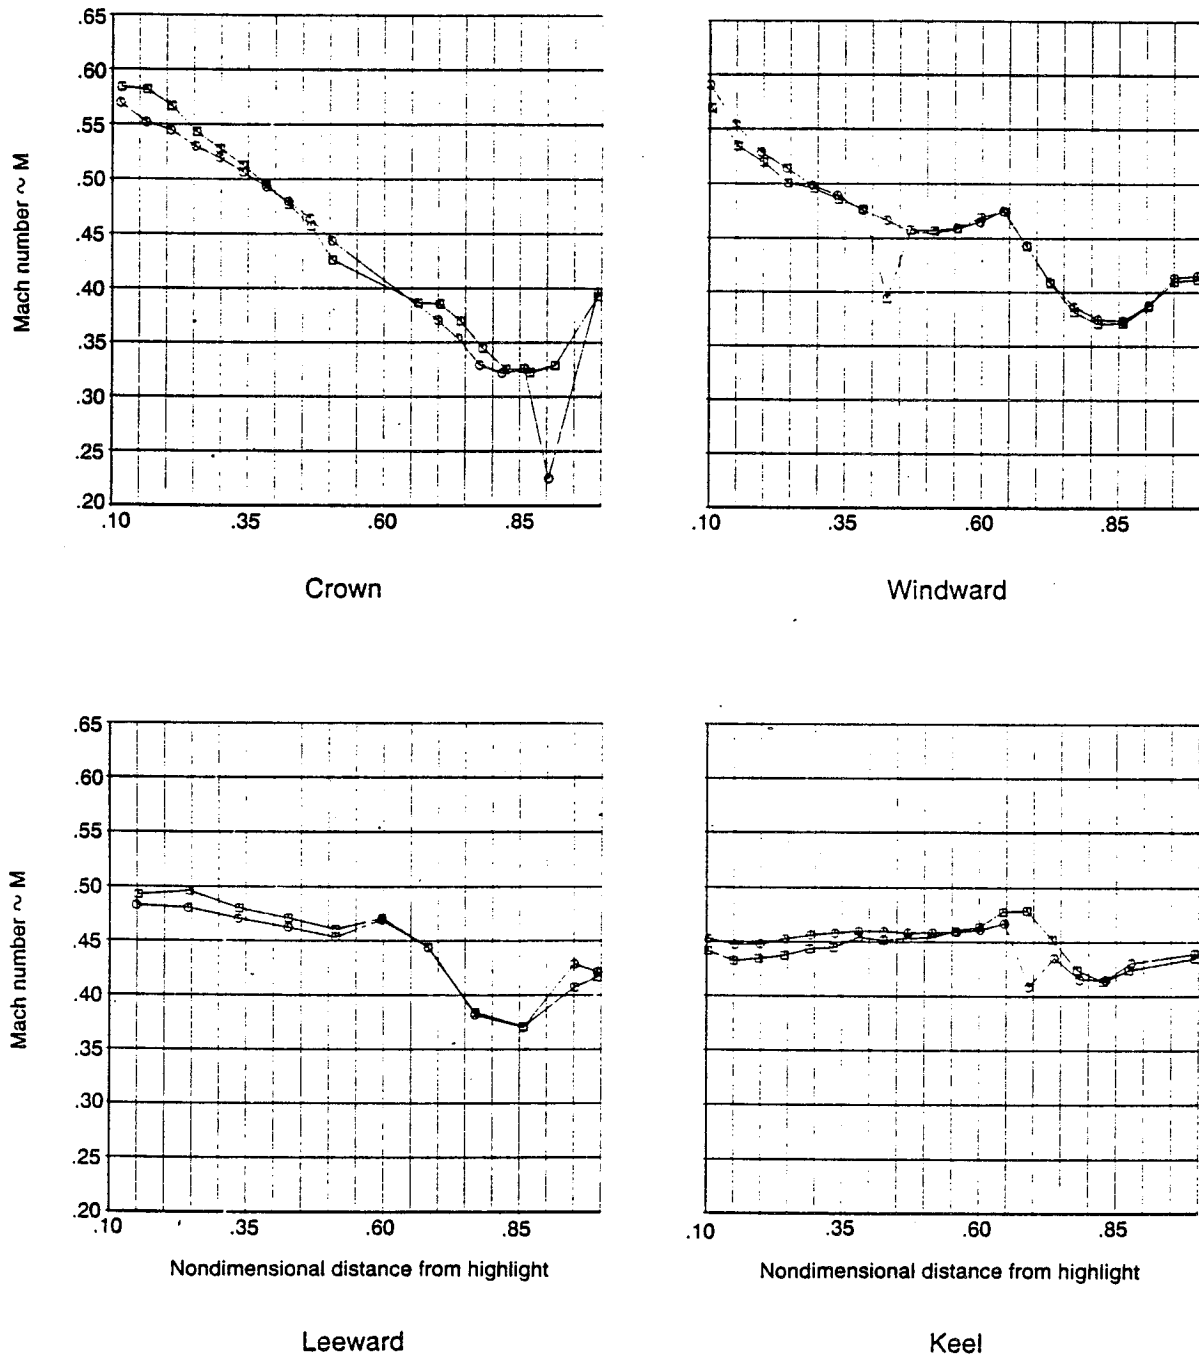 Mach number ~ M
.65
.60
.55
.50
.45
.40
.35
.30
.25
.20
.10 .35 .60 .85
Crown
.10 .35 .60 .85
Windward
Mach number ~ M
.65
.60
.55
.50
.45
.40
.35
.30
.25
.20
.10 .35 .60 .85
Nondimensional distance from highlight
Leeward
.10 .35 .60 .85
Nondimensional distance from highlight
Keel